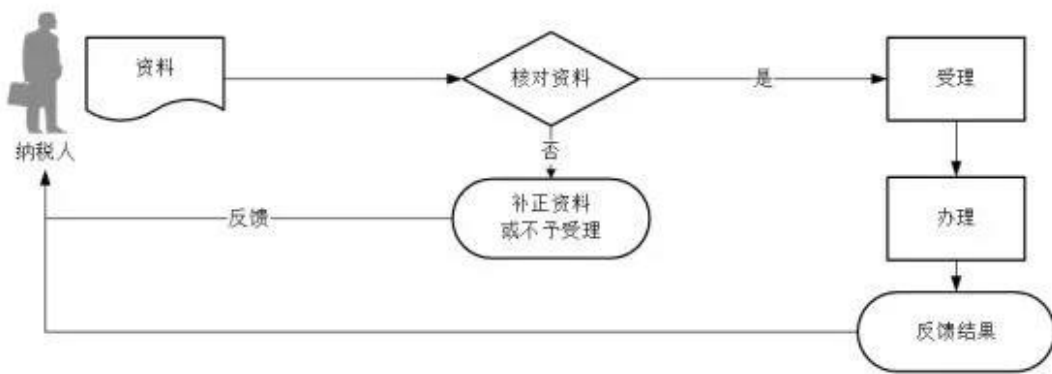 资料
核对资料
是
受理
纳税人
否
补正资料
或不予受理
反馈
办理
反馈结果